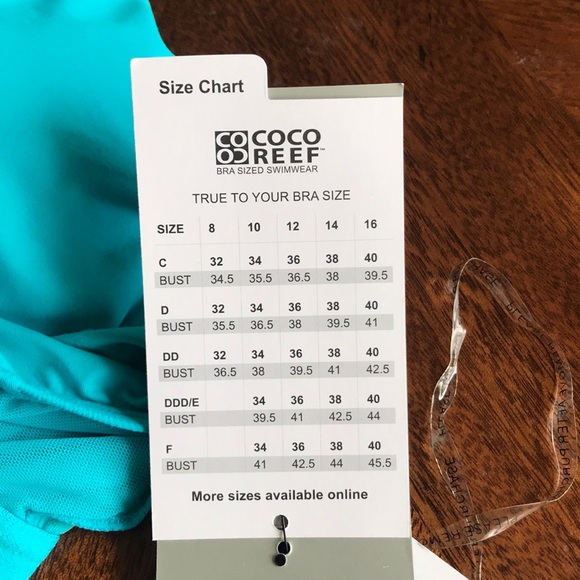 Size Chart
COCO
REEF™
BRA SIZED SWIMWEAR
TRUE TO YOUR BRA SIZE
SIZE 8 10 12 14 16
C 32 34 36 38 40
BUST 34.5 35.5 36.5 38 39.5
D 32 34 36 38 40
BUST 35.5 36.5 38 39.5 41
DD 32 34 36 38 40
BUST 36.5 38 39.5 41 42.5
DDD/E 34 36 38 40
BUST 39.5 41 42.5 44
F 34 36 38 40
BUST 41 42.5 44 45.5
More sizes available online